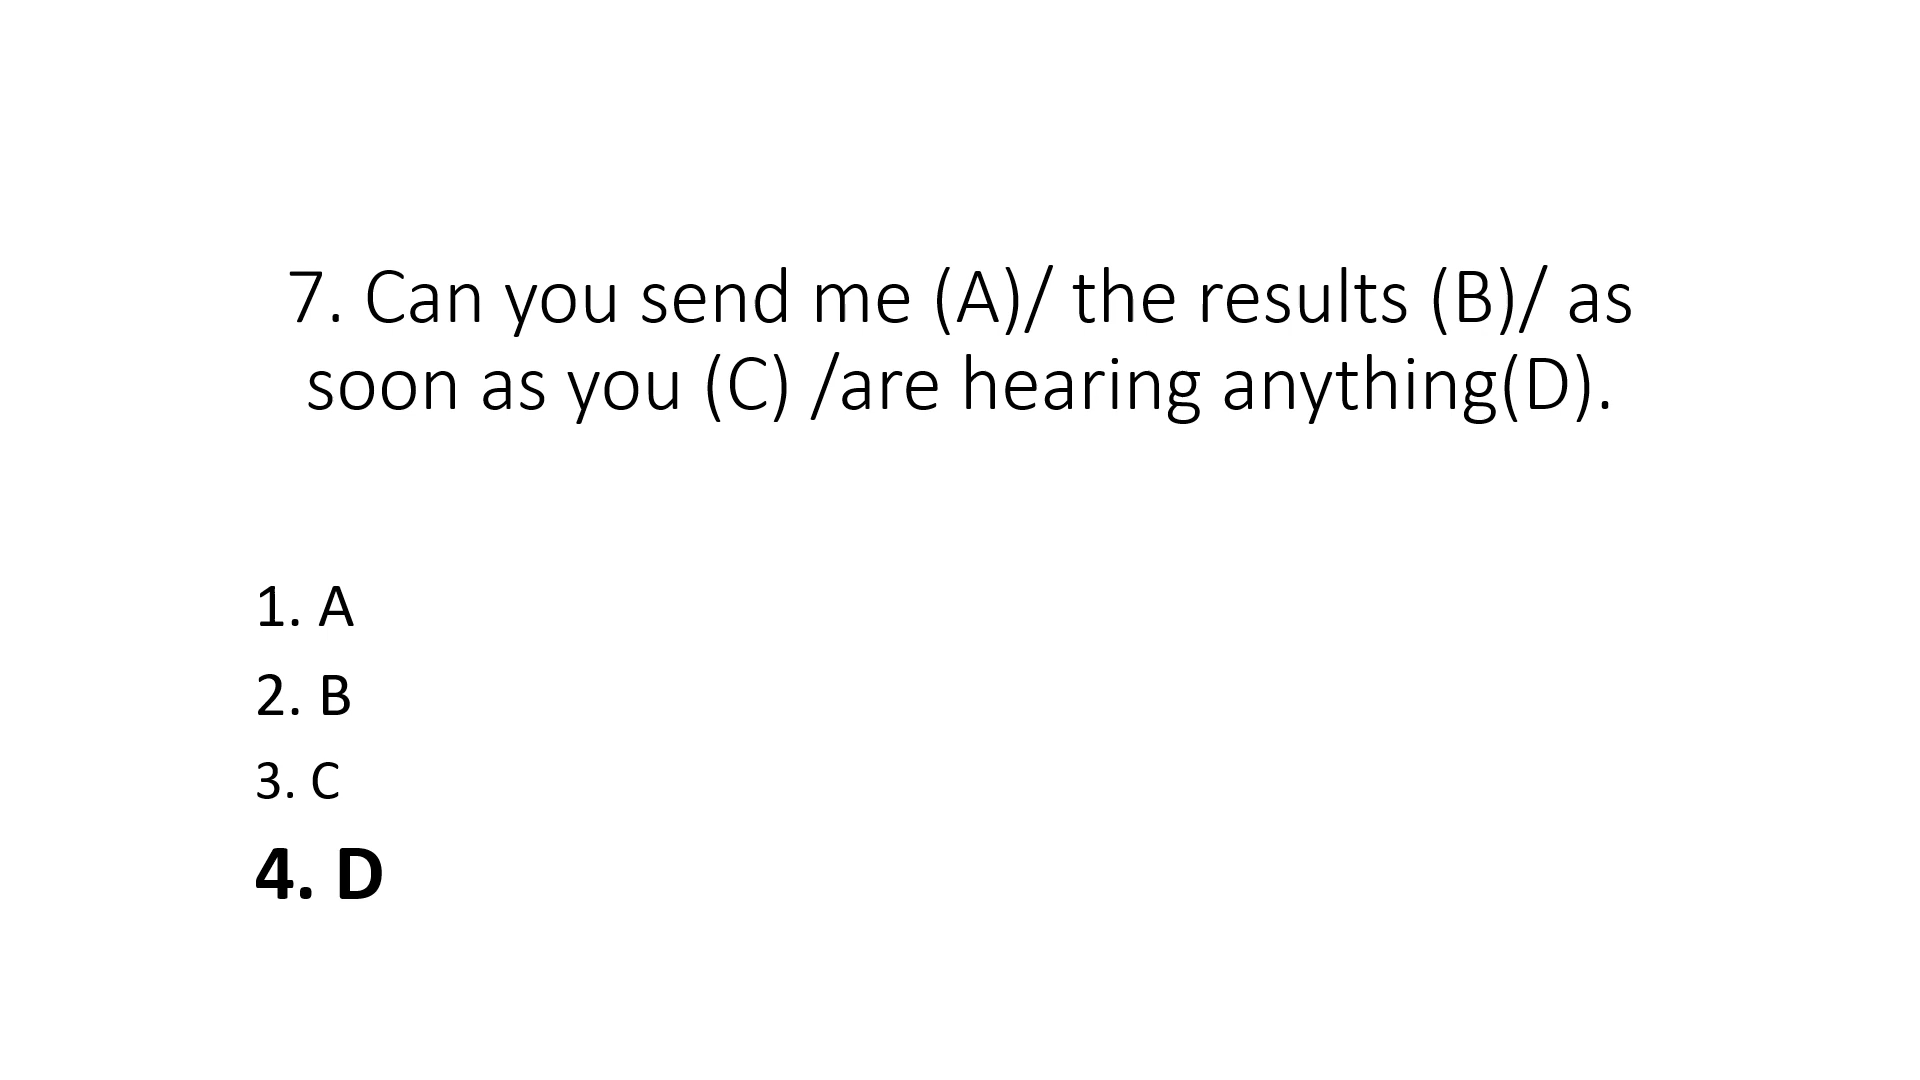 7. Can you send me (A)/ the results (B)/ as
soon as you (C) /are hearing anything(D).
1. A
2. B
3. C
4. D